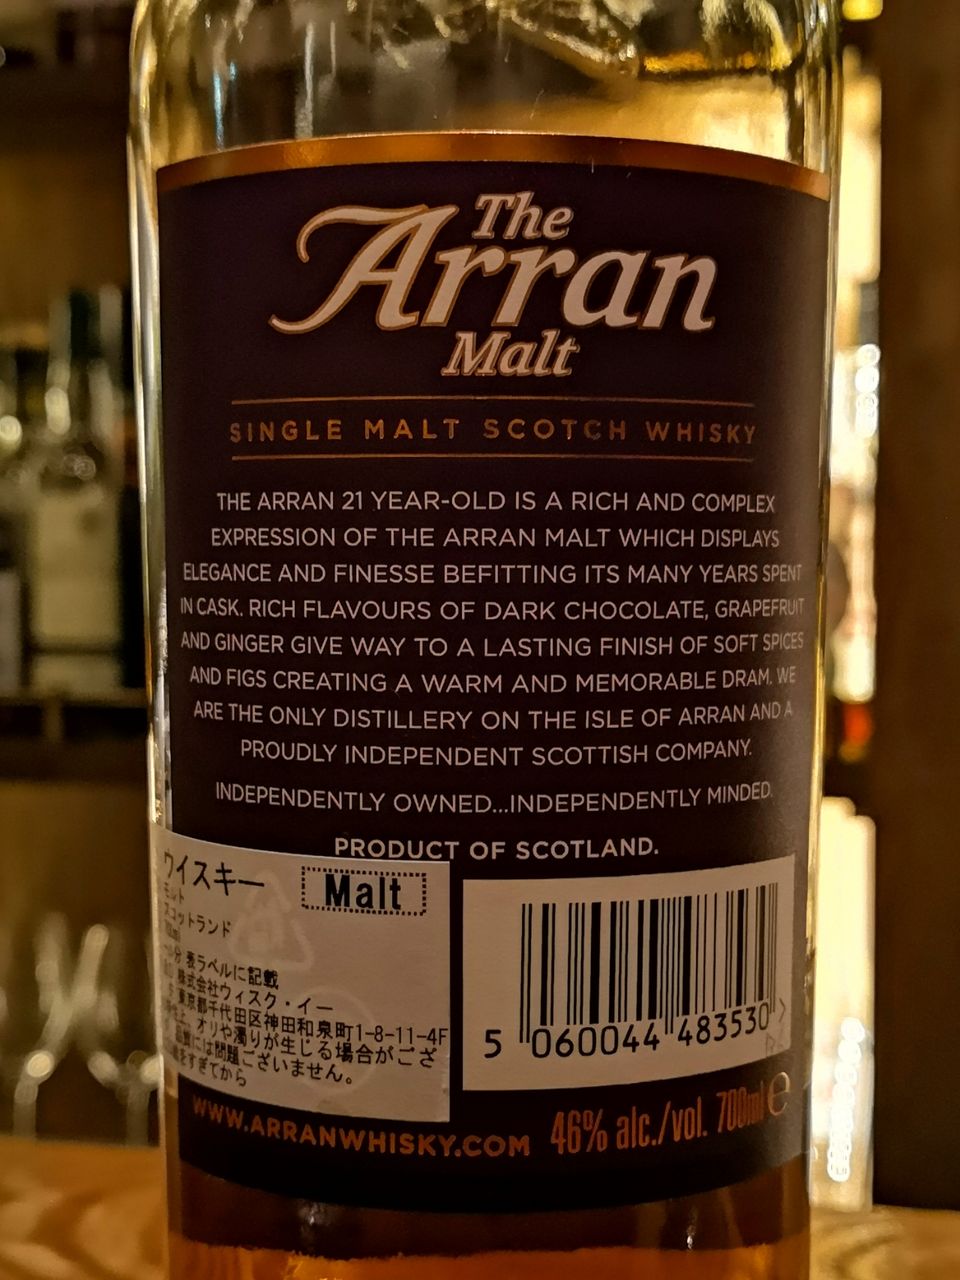 The
Arran
Malt
SINGLE MALT SCOTCH WHISKY
THE ARRAN 21 YEAR-OLD IS A RICH AND COMPLEX
EXPRESSION OF THE ARRAN MALT WHICH DISPLAYS
ELEGANCE AND FINESSE BEFITTING ITS MANY YEARS SPENT
IN CASK. RICH FLAVOURS OF DARK CHOCOLATE, GRAPEFRUIT
AND GINGER GIVE WAY TO A LASTING FINISH OF SOFT SPICES
AND FIGS CREATING A WARM AND MEMORABLE DRAM. WE
ARE THE ONLY DISTILLERY ON THE ISLE OF ARRAN AND A
PROUDLY INDEPENDENT SCOTTISH COMPANY.
INDEPENDENTLY OWNED...INDEPENDENTLY MINDED.
PRODUCT OF SCOTLAND.
ウイスキー
Malt
モルト
スコットランド
表ラベルに記載
株式会社ウィスク・イー
東京都千代田区神田和泉町1-8-11-4F
オリや濁りが生じる場合がござ
には問題ございません。
をすぎてから
5 060044 483530 >
WWW.ARRANWHISKY.COM
46% alc./vol. 700ml e